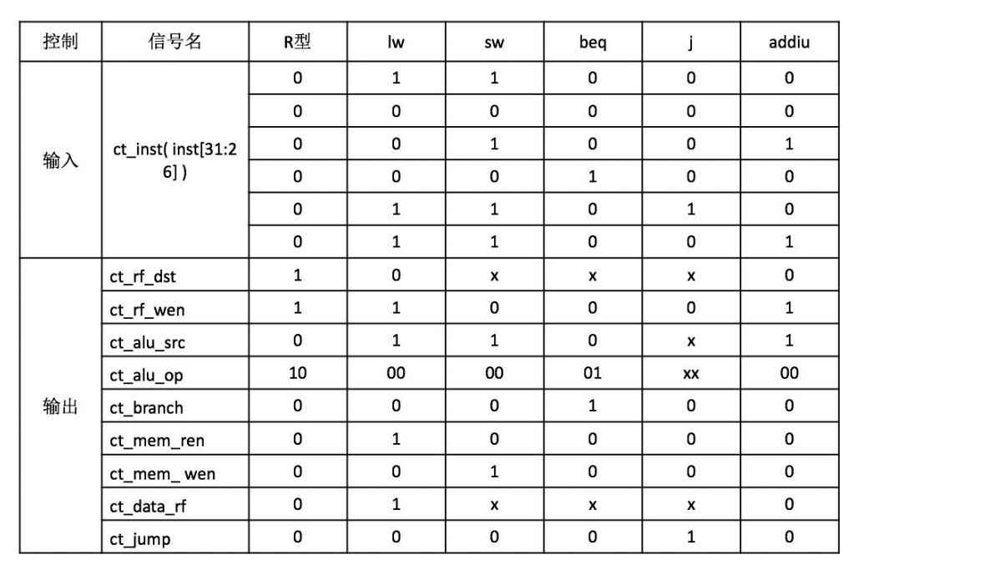 控制 信号名 R型 lw sw beq j addiu
输入 ct_inst( inst[31:2
6] )
0 1 1 0 0 0
0 0 0 0 0 0
0 0 1 0 0 1
0 0 0 1 0 0
0 1 1 0 1 0
0 1 1 0 0 1
输出
ct_rf_dst 1 0 x x x 0
ct_rf_wen 1 1 0 0 0 1
ct_alu_src 0 1 1 0 x 1
ct_alu_op 10 00 00 01 xx 00
ct_branch 0 0 0 1 0 0
ct_mem_ren 0 1 0 0 0 0
ct_mem_ wen 0 0 1 0 0 0
ct_data_rf 0 1 x x x 0
ct_jump 0 0 0 0 1 0